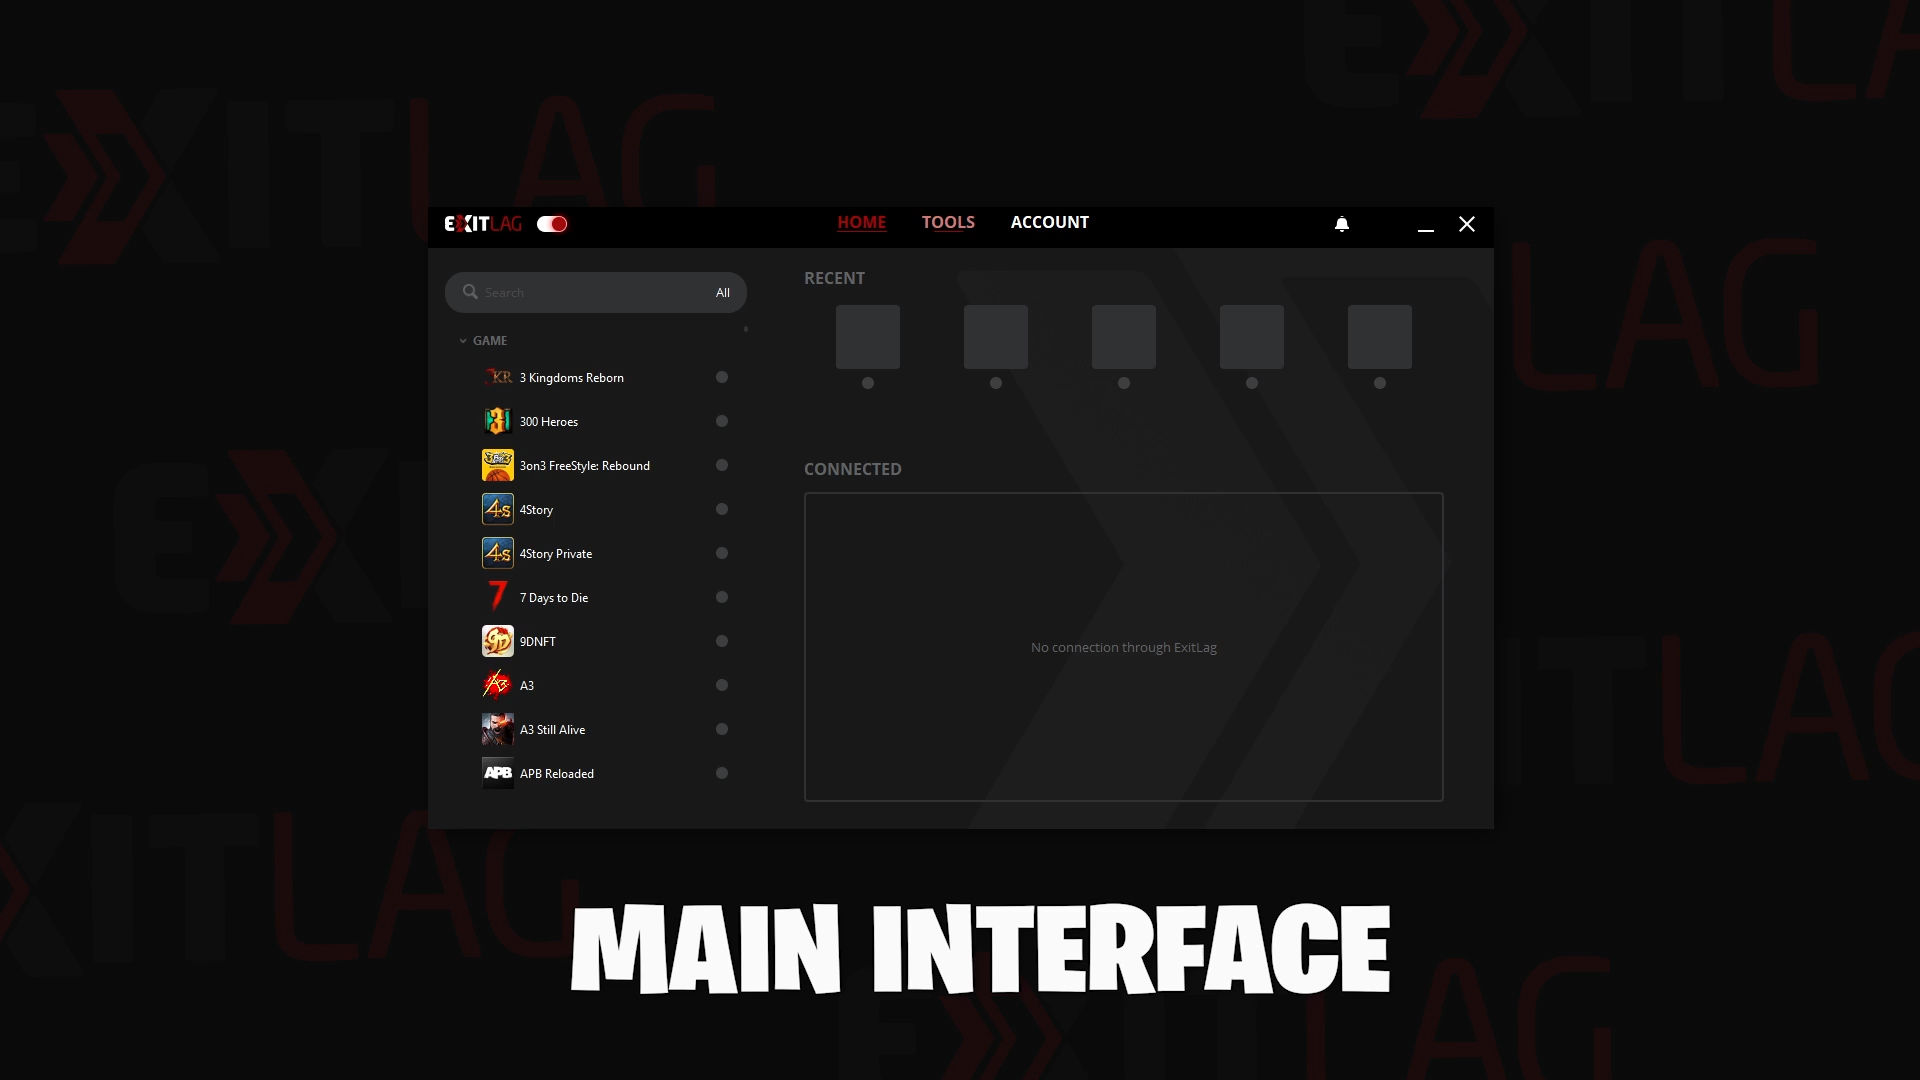 EXITLAG
HOME
TOOLS
ACCOUNT
Search
All
GAME
3 Kingdoms Reborn
300 Heroes
3on3 FreeStyle: Rebound
4Story
4Story Private
7 Days to Die
9DNFT
A3
A3 Still Alive
APB Reloaded
RECENT
CONNECTED
No connection through ExitLag
MAIN INTERFACE